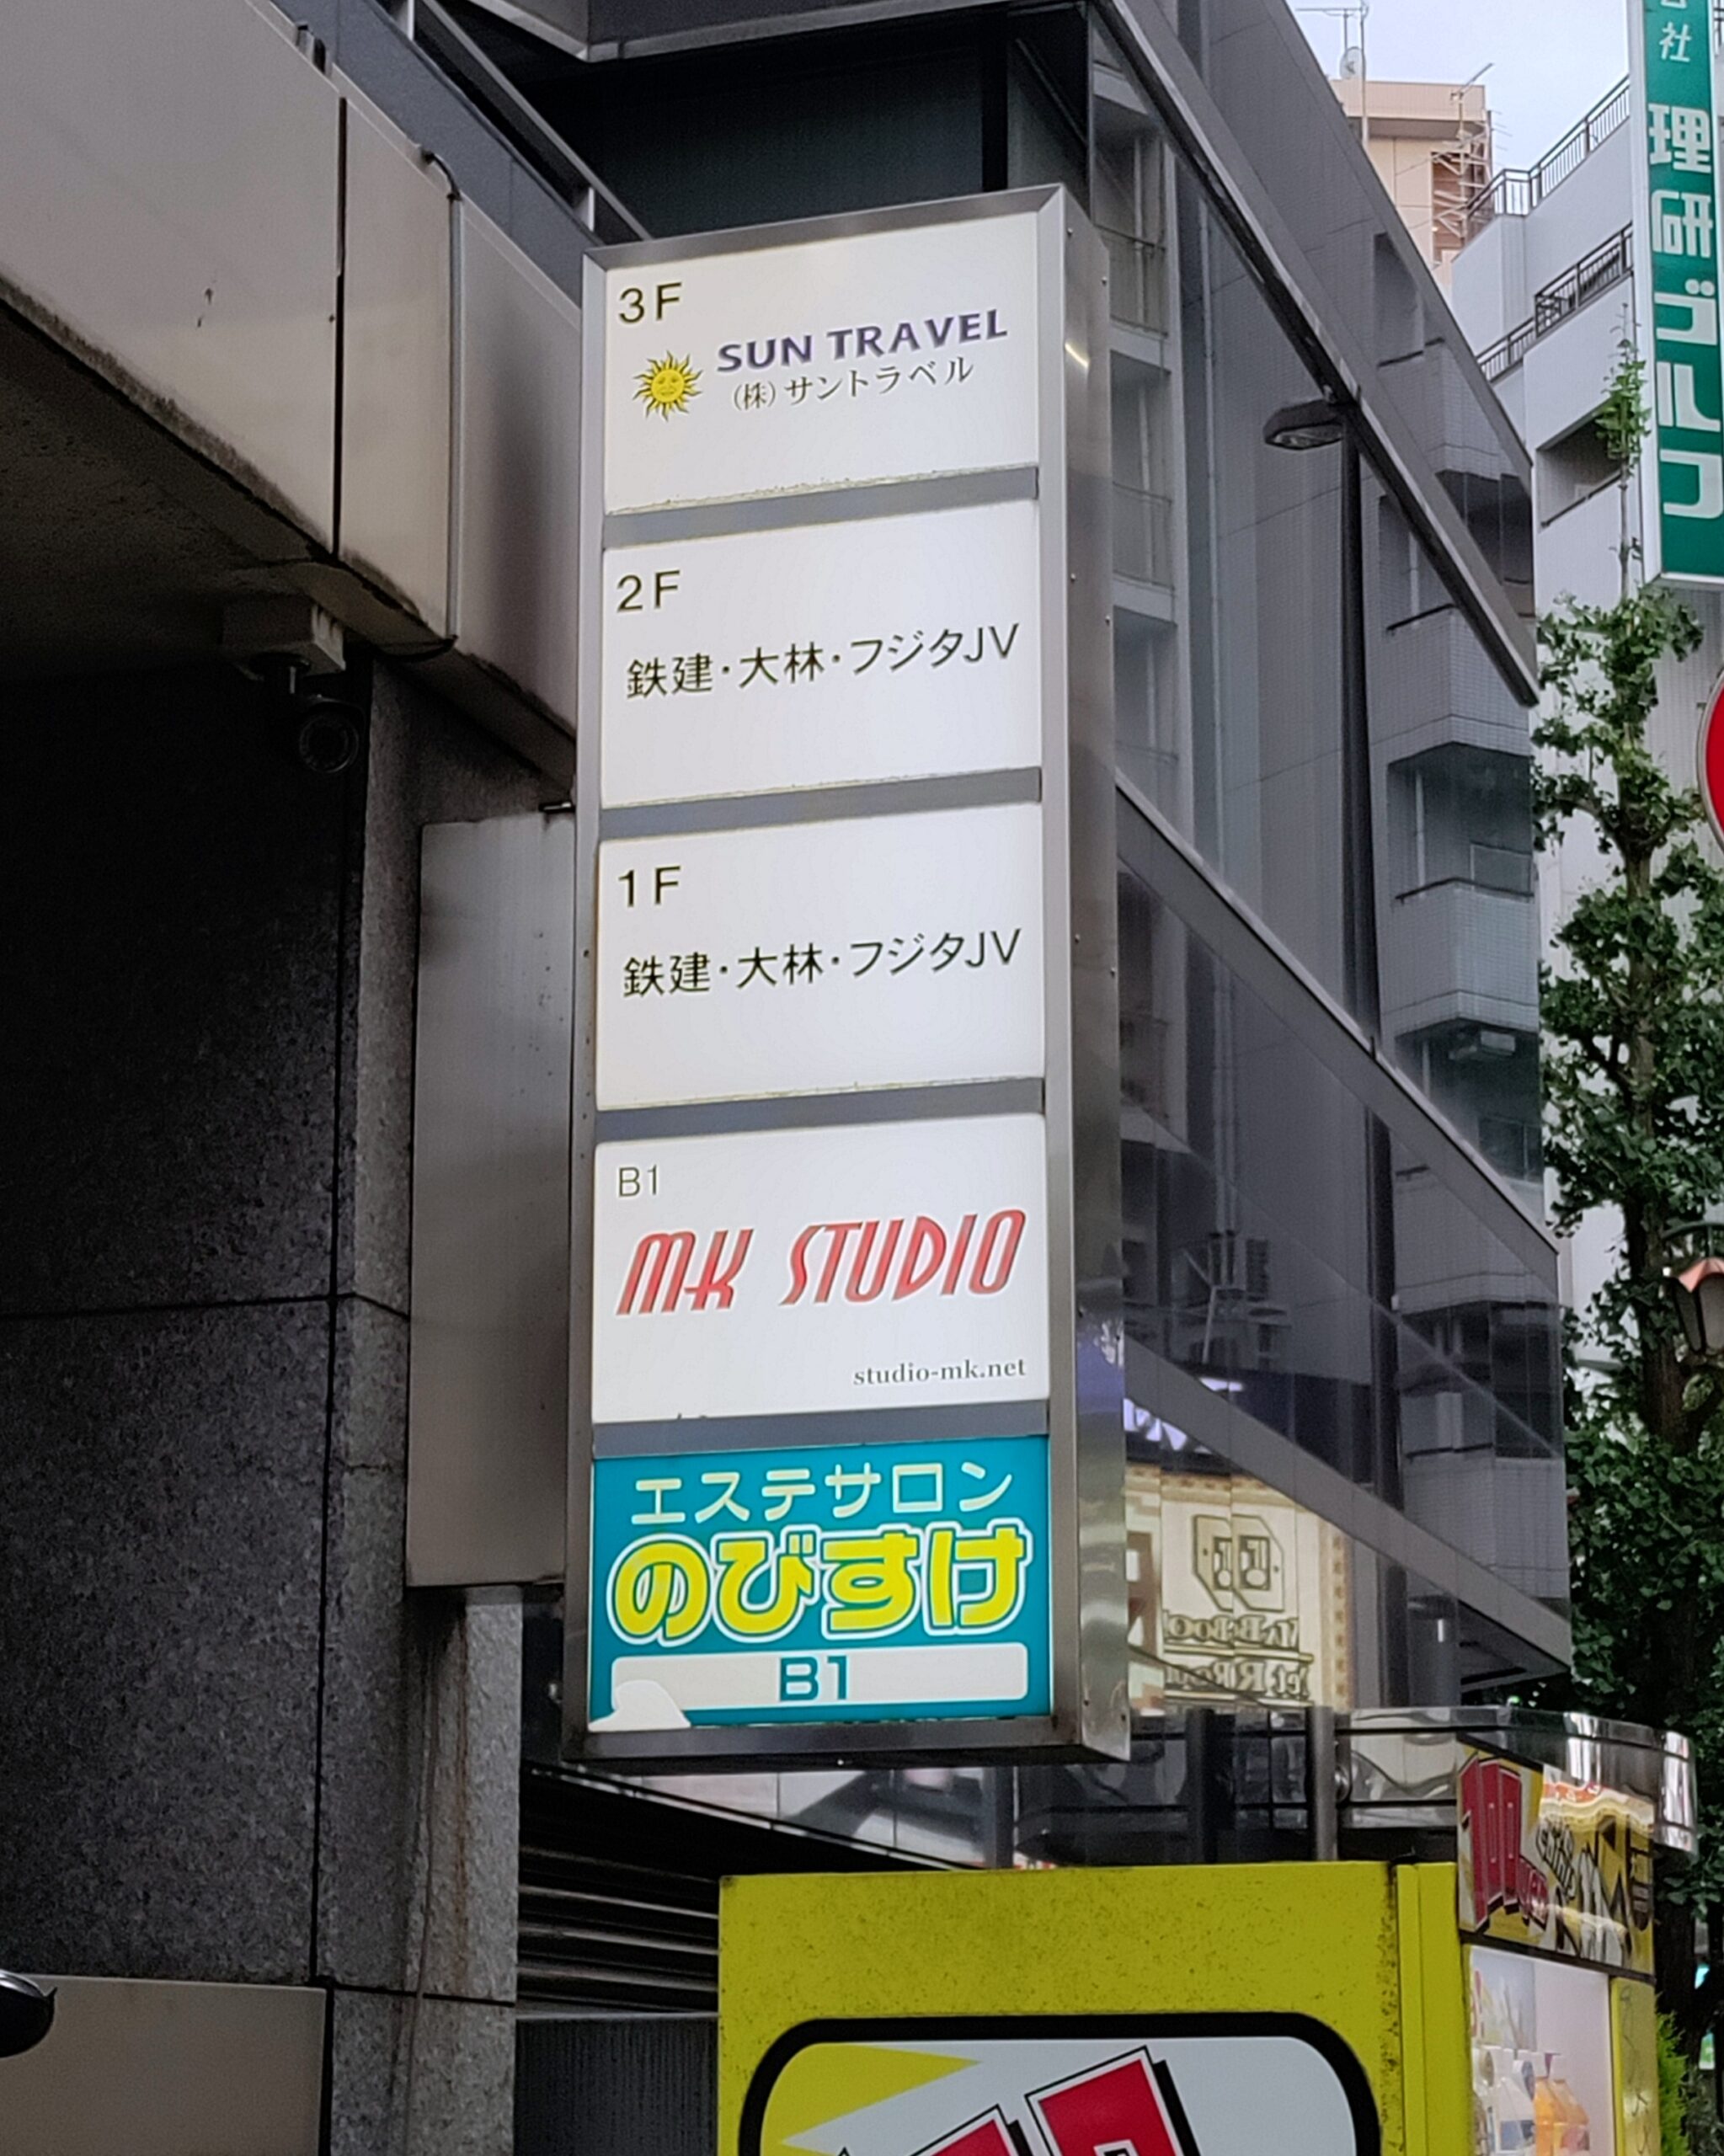 3F
SUN TRAVEL
(株)サントラベル
2F
鉄建・大林・フジタJV
1F
鉄建・大林・フジタJV
B1
MK STUDIO
studio-mk.net
エステサロン
のびすけ
B1
社
理研ゴルフ